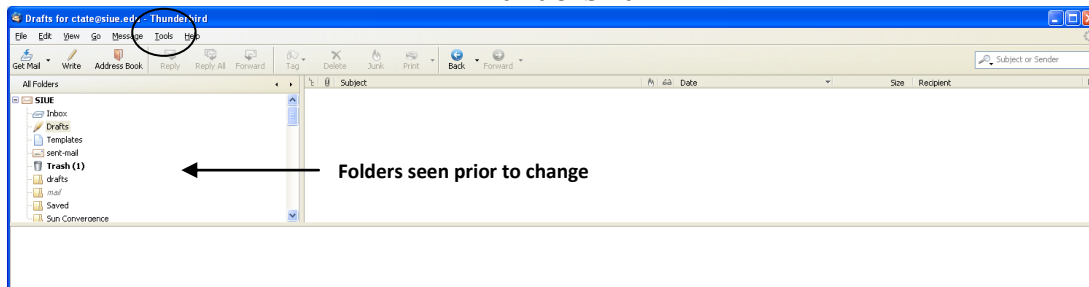 Drafts for ctate@siue.edu - Thunderbird
File Edit View Go Message Tools Help
Get Mail Write Address Book Reply Reply All Forward Tag Delete Junk Print Back Forward Subject or Sender
All Folders Subject Date Size Recipient
SIUE
Inbox
Drafts
Templates
sent-mail
Trash (1)
drafts
mail
Saved
Sun Convergence
Folders seen prior to change